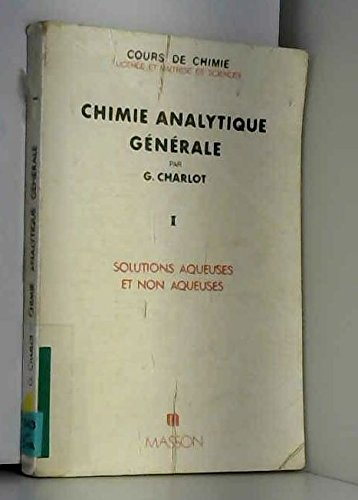 COURS DE CHIMIE
(LICENCE ET MAÎTRISE ÈS SCIENCES)
CHIMIE ANALYTIQUE
GÉNÉRALE
PAR
G. CHARLOT
I
SOLUTIONS AQUEUSES
ET NON AQUEUSES
MASSON
G. CHARLOT CHIMIE ANALYTIQUE GÉNÉRALE I